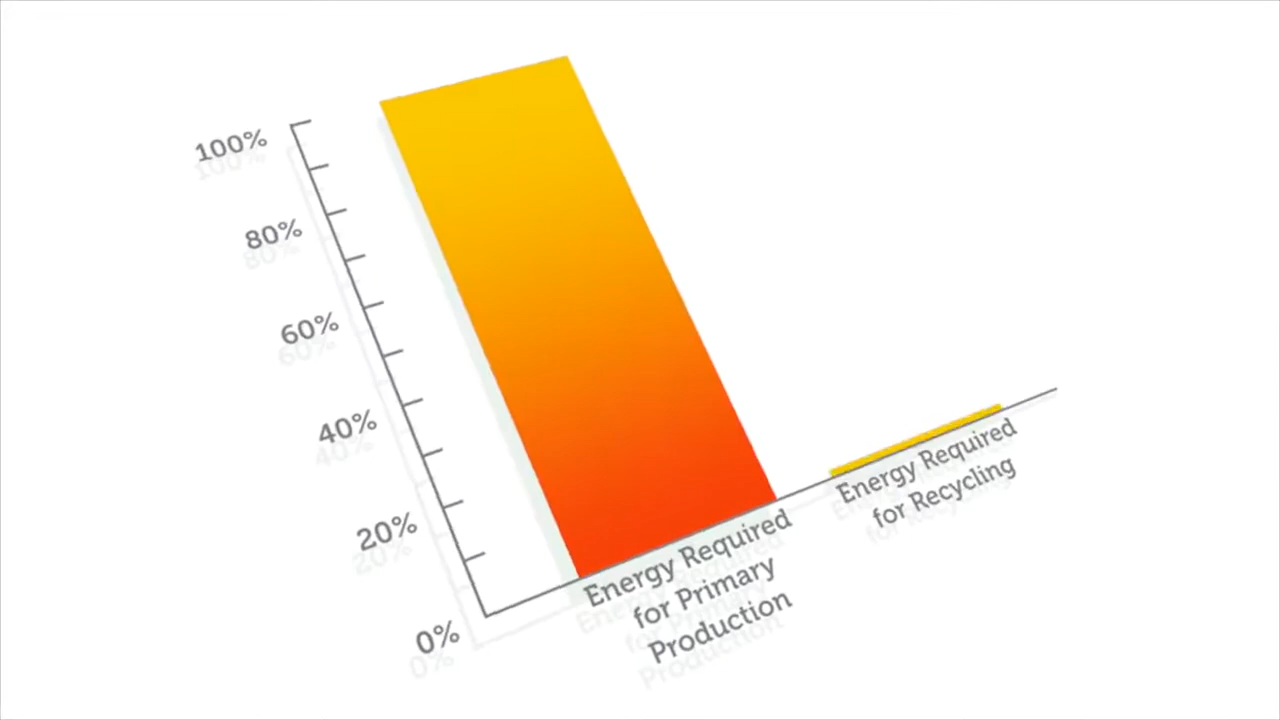 100%
80%
60%
40%
20%
0%
Energy Required
for Primary
Production
Energy Required
for Recycling